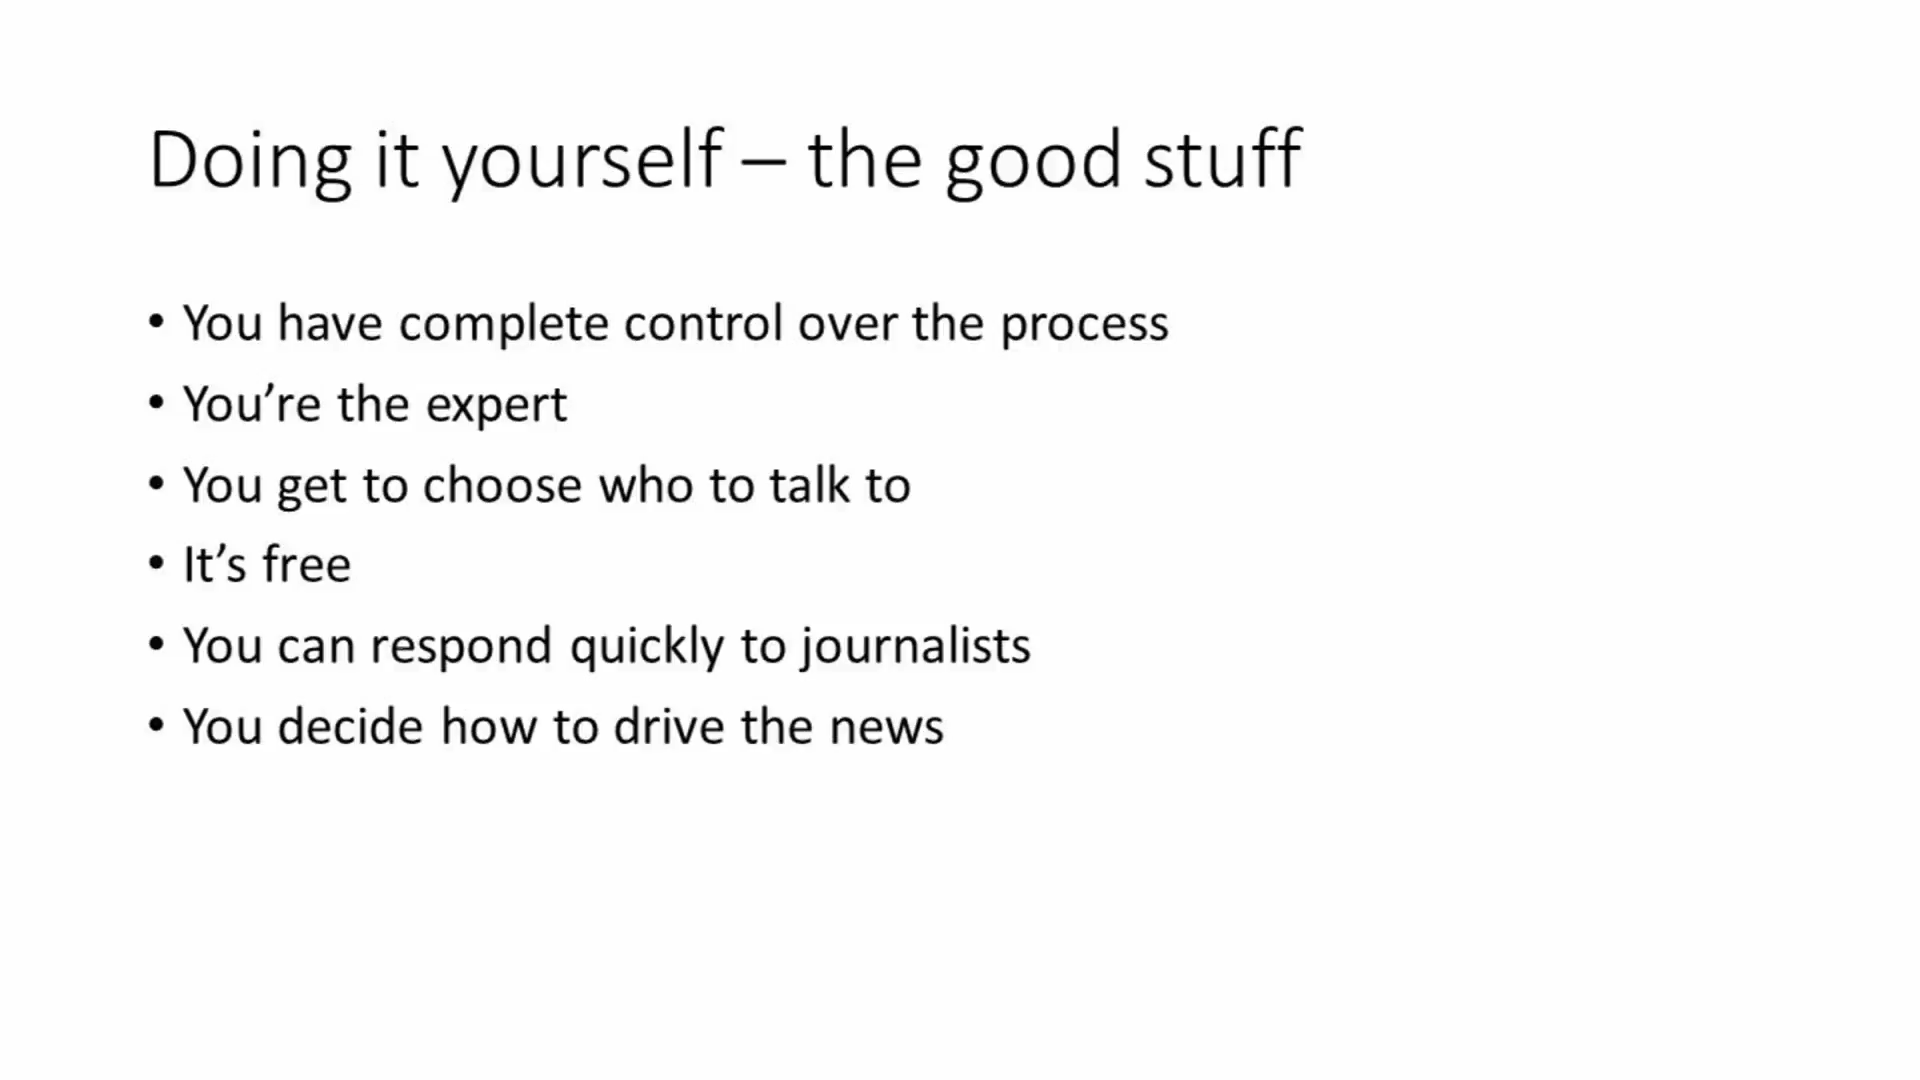 Doing it yourself – the good stuff
• You have complete control over the process
• You’re the expert
• You get to choose who to talk to
• It’s free
• You can respond quickly to journalists
• You decide how to drive the news